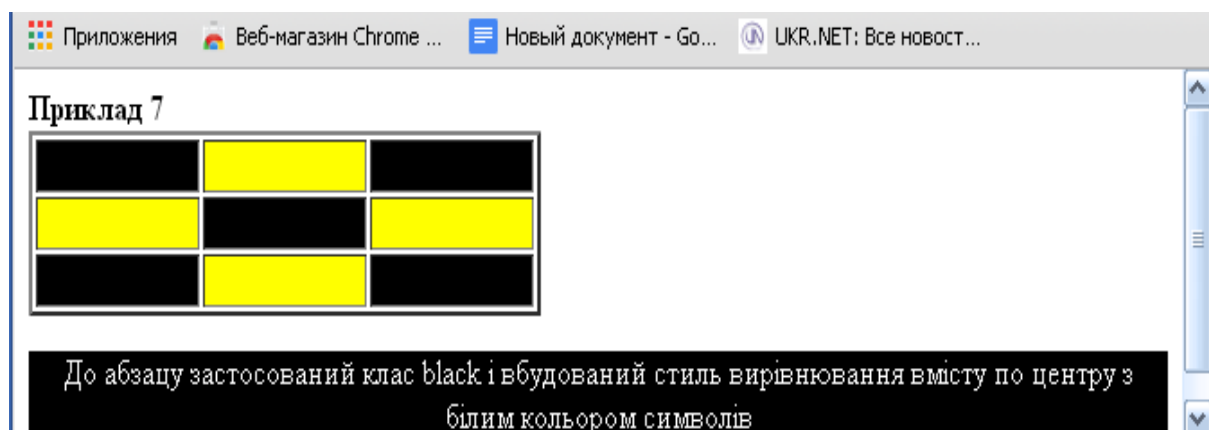 Приложения Веб-магазин Chrome ... Новый документ - Go... UKR.NET: Все новост...
Приклад 7
До абзацу застосований клас black і вбудований стиль вирівнювання вмісту по центру з
білим кольором символів